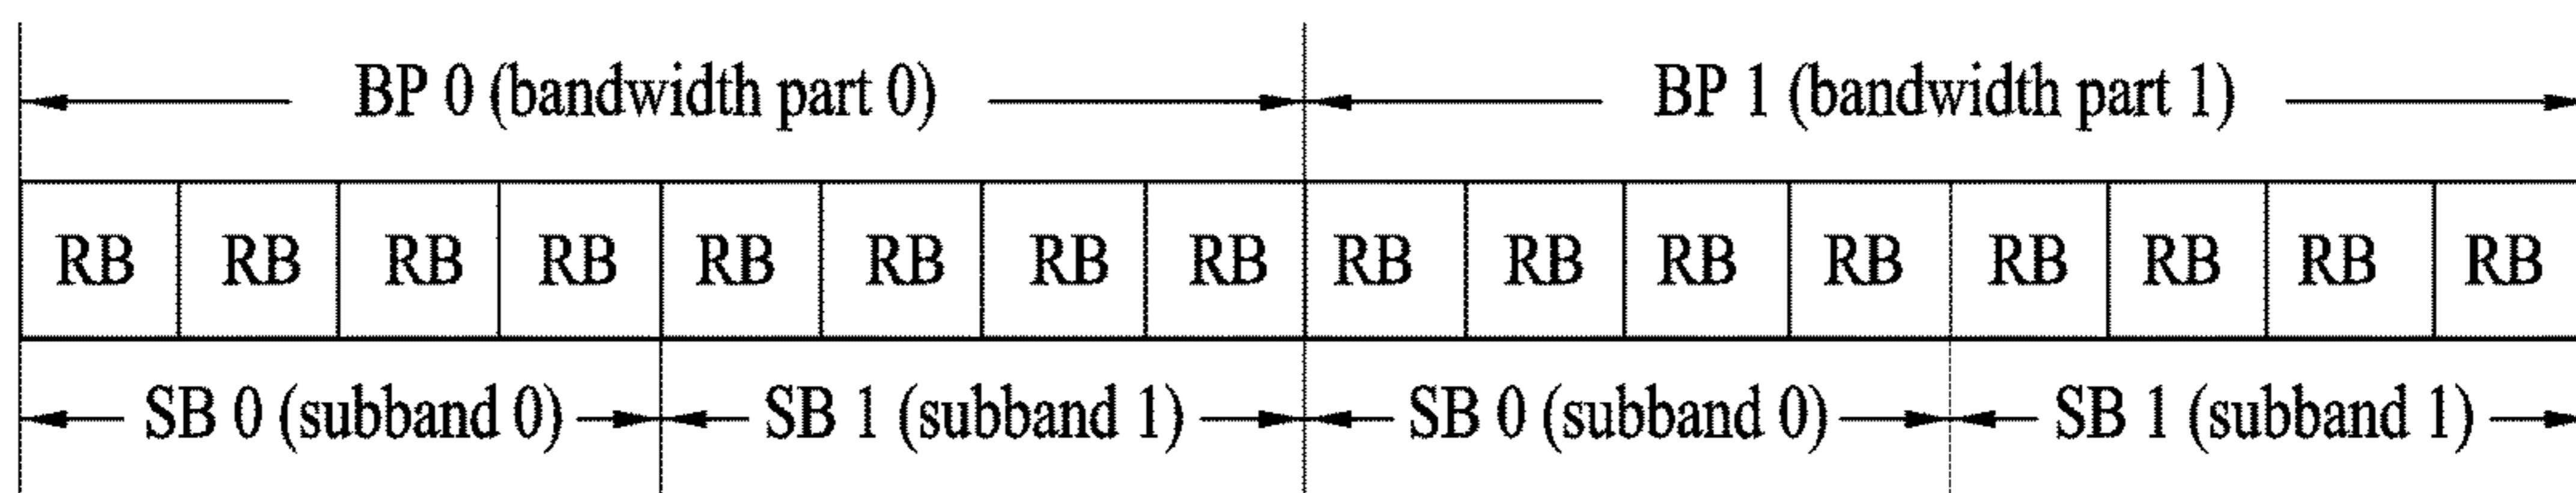 BP 0 (bandwidth part 0) BP 1 (bandwidth part 1)
RB RB RB RB RB RB RB RB RB RB RB RB RB RB RB RB
SB 0 (subband 0) SB 1 (subband 1) SB 0 (subband 0) SB 1 (subband 1)